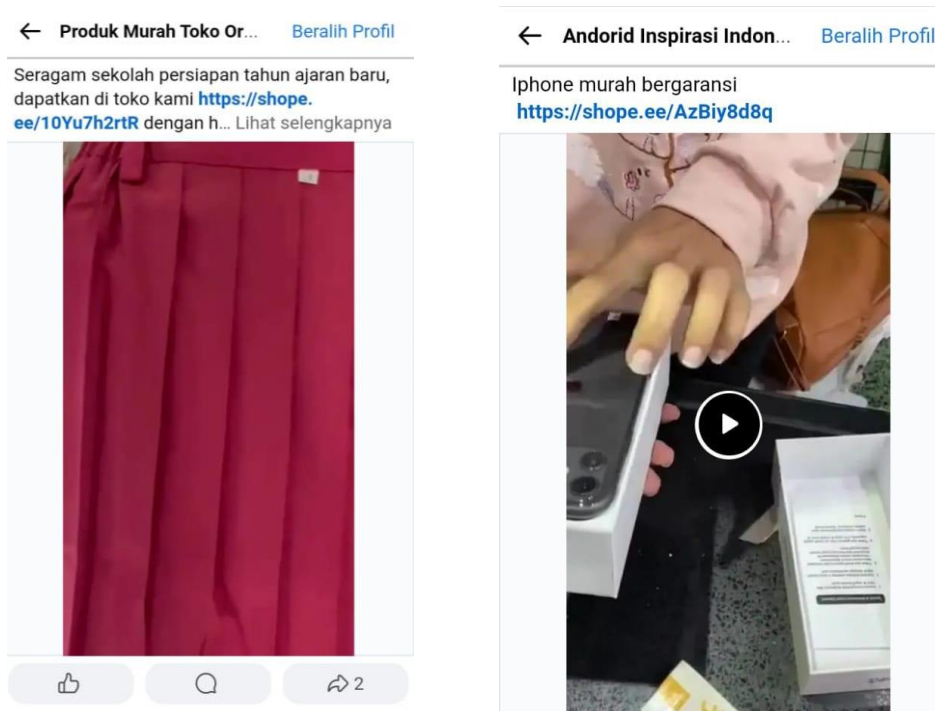 Produk Murah Toko Or... Beralih Profil
Seragam sekolah persiapan tahun ajaran baru,
dapatkan di toko kami https://shope.
ee/10Yu7h2rtR dengan h... Lihat selengkapnya
2
Andorid Inspirasi Indon... Beralih Profil
Iphone murah bergaransi
https://shope.ee/AzBiy8d8q